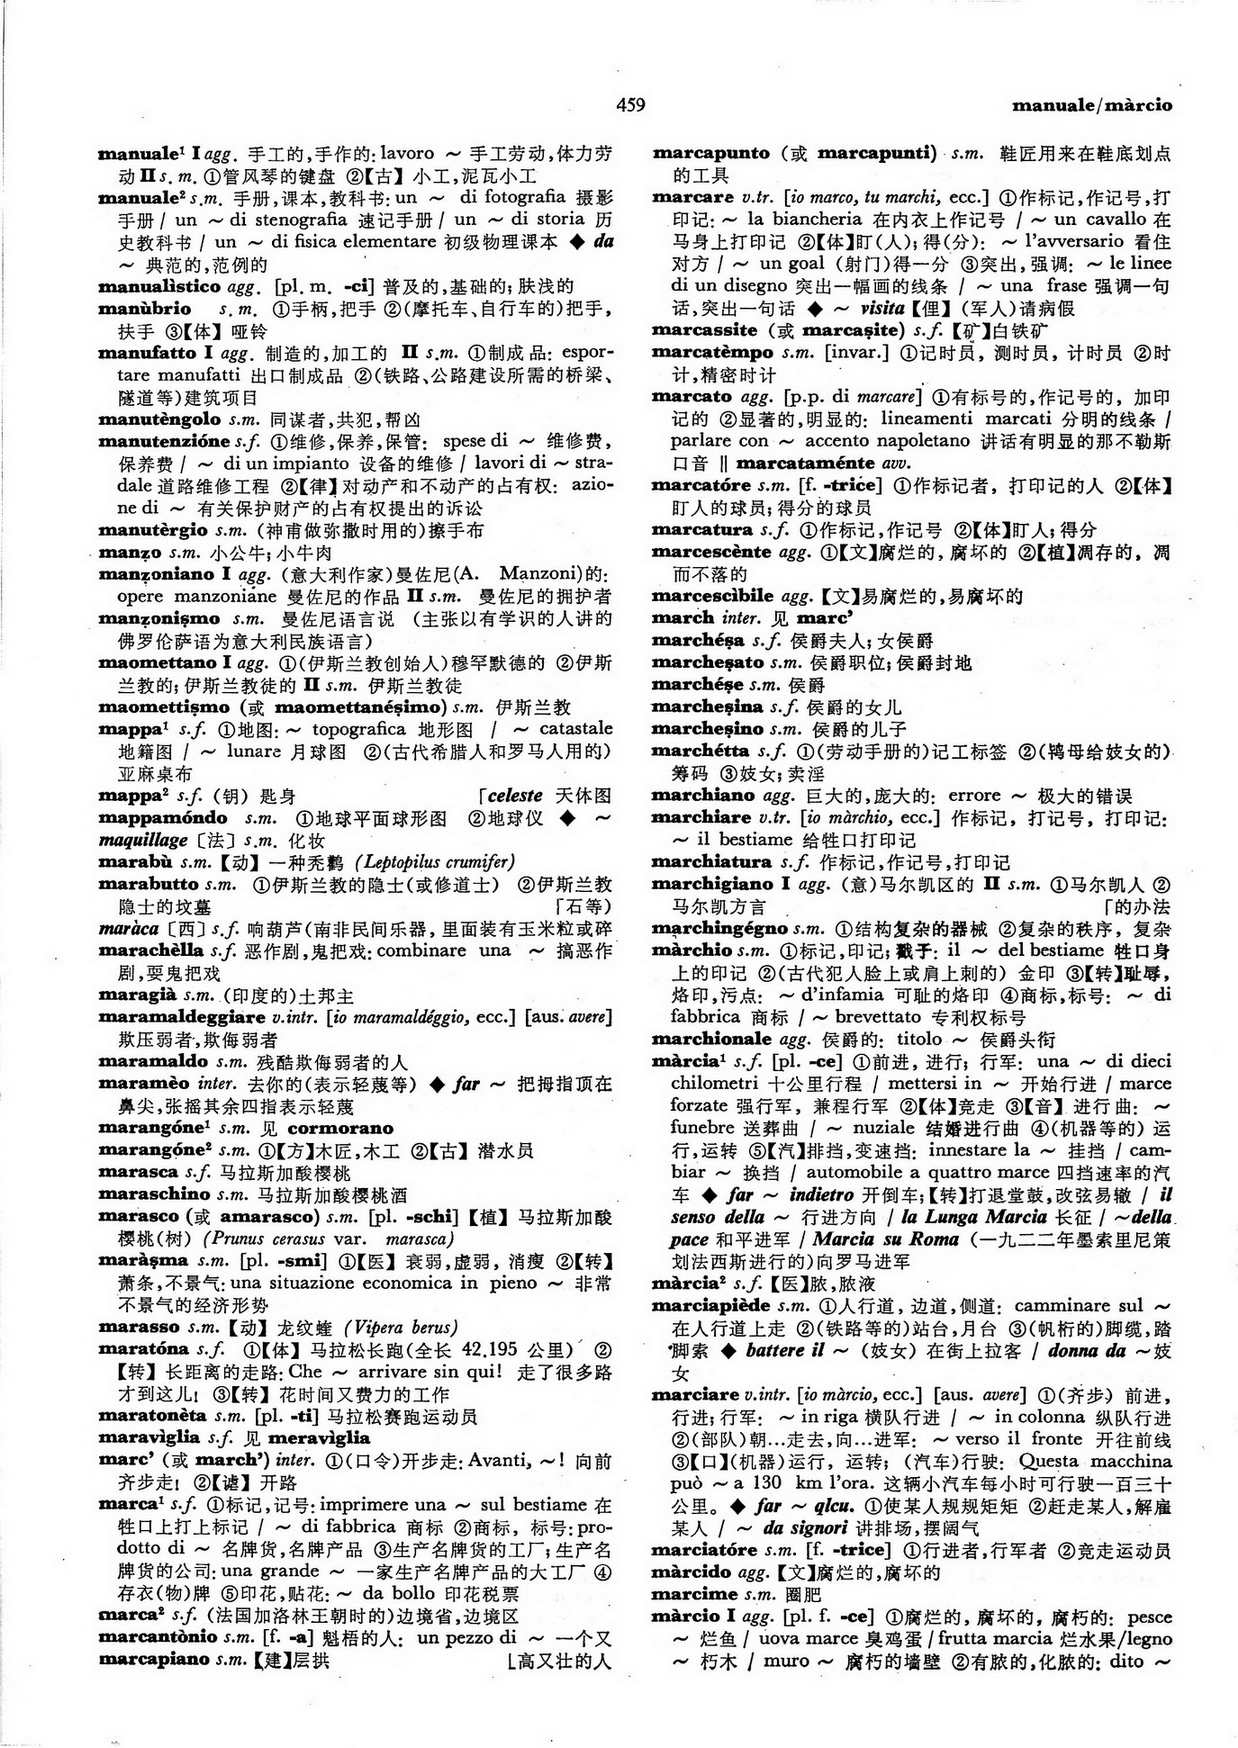 459
manuale/màrcio
manuale¹ I agg. 手工的,手作的: lavoro ～ 手工劳动,体力劳
动 II s. m. ①管风琴的键盘 ②【古】小工,泥瓦小工
manuale² s.m. 手册,课本,教科书: un ～ di fotografia 摄影
手册 / un ～ di stenografia 速记手册 / un ～ di storia 历
史教科书 / un ～ di fisica elementare 初级物理课本 ◆ da
～ 典范的,范例的
manualìstico agg. [pl. m. -ci] 普及的,基础的; 肤浅的
manùbrio s. m. ①手柄,把手 ②(摩托车、自行车的)把手,
扶手 ③【体】哑铃
manufatto I agg. 制造的,加工的 II s.m. ①制成品: espor-
tare manufatti 出口制成品 ②(铁路、公路建设所需的桥梁、
隧道等)建筑项目
manutèngolo s.m. 同谋者,共犯,帮凶
manutenzióne s.f. ①维修,保养,保管: spese di ～ 维修费,
保养费 / ～ di un impianto 设备的维修 / lavori di ～ stra-
dale 道路维修工程 ②【律】对动产和不动产的占有权: azio-
ne di ～ 有关保护财产的占有权提出的诉讼
manutèrgio s.m. (神甫做弥撒时用的)擦手布
manẓo s.m. 小公牛; 小牛肉
manẓoniano I agg. (意大利作家)曼佐尼(A. Manzoni)的:
opere manzoniane 曼佐尼的作品 II s.m. 曼佐尼的拥护者
manẓoniṣmo s.m. 曼佐尼语言说 (主张以有学识的人讲的
佛罗伦萨语为意大利民族语言)
maomettano I agg. ①(伊斯兰教创始人)穆罕默德的 ②伊斯
兰教的; 伊斯兰教徒的 II s.m. 伊斯兰教徒
maomettiṣmo (或 maomettanéṣimo) s.m. 伊斯兰教
mappa¹ s.f. ①地图: ～ topografica 地形图 / ～ catastale
地籍图 / ～ lunare 月球图 ②(古代希腊人和罗马人用的)
亚麻桌布
mappa² s.f. (钥) 匙身 「celeste 天体图
mappamóndo s.m. ①地球平面球形图 ②地球仪 ◆ ～
maquillage 〔法〕 s.m. 化妆
marabù s.m.【动】一种秃鹳 (Leptopilus crumifer)
marabutto s.m. ①伊斯兰教的隐士(或修道士) ②伊斯兰教
隐士的坟墓 「石等)
maràca〔西〕s.f. 响葫芦(南非民间乐器, 里面装有玉米粒或碎
marachèlla s.f. 恶作剧,鬼把戏: combinare una ～ 搞恶作
剧,耍鬼把戏
maragià s.m. (印度的)土邦主
maramaldeggiare v.intr. [io maramaldéggio, ecc.] [aus. avere]
欺压弱者,欺侮弱者
maramaldo s.m. 残酷欺侮弱者的人
maramèo inter. 去你的(表示轻蔑等) ◆ far ～ 把拇指顶在
鼻尖,张摇其余四指表示轻蔑
marangóne¹ s.m. 见 cormorano
marangóne² s.m. ①【方】木匠,木工 ②【古】潜水员
marasca s.f. 马拉斯加酸樱桃
maraschino s.m. 马拉斯加酸樱桃酒
marasco (或 amarasco) s.m. [pl. -schi]【植】马拉斯加酸
樱桃(树) (Prunus cerasus var. marasca)
maràṣma s.m. [pl. -smi] ①【医】衰弱,虚弱, 消瘦 ②【转】
萧条,不景气: una situazione economica in pieno ～ 非常
不景气的经济形势
marasso s.m.【动】龙纹蝰 (Vipera berus)
maratóna s.f. ①【体】马拉松长跑(全长 42.195 公里) ②
【转】长距离的走路: Che ～ arrivare sin qui! 走了很多路
才到这儿! ③【转】花时间又费力的工作
maratonèta s.m. [pl. -ti] 马拉松赛跑运动员
maravìglia s.f. 见 meravìglia
marc’ (或 march’) inter. ①(口令)开步走: Avanti, ～! 向前
齐步走! ②【谑】开路
marca¹ s.f. ①标记,记号: imprimere una ～ sul bestiame 在
牲口上打上标记 / ～ di fabbrica 商标 ②商标, 标号: pro-
dotto di ～ 名牌货,名牌产品 ③生产名牌货的工厂; 生产名
牌货的公司: una grande ～ 一家生产名牌产品的大工厂 ④
存衣(物)牌 ⑤印花,贴花: ～ da bollo 印花税票
marca² s.f. (法国加洛林王朝时的)边境省,边境区
marcantònio s.m. [f. -a] 魁梧的人: un pezzo di ～ 一个又
marcapiano s.m.【建】层拱 ⌊高又壮的人
marcapunto (或 marcapunti) s.m. 鞋匠用来在鞋底划点
的工具
marcare v.tr. [io marco, tu marchi, ecc.] ①作标记,作记号,打
印记: ～ la biancheria 在内衣上作记号 / ～ un cavallo 在
马身上打印记 ②【体】盯(人); 得(分): ～ l’avversario 看住
对方 / ～ un goal (射门)得一分 ③突出,强调: ～ le linee
di un disegno 突出一幅画的线条 / ～ una frase 强调一句
话,突出一句话 ◆ ～ visita【俚】(军人)请病假
marcassite (或 marcaṣite) s.f.【矿】白铁矿
marcatèmpo s.m. [invar.] ①记时员, 测时员, 计时员 ②时
计,精密时计
marcato agg. [p.p. di marcare] ①有标号的,作记号的, 加印
记的 ②显著的,明显的: lineamenti marcati 分明的线条 /
parlare con ～ accento napoletano 讲话有明显的那不勒斯
口音 ‖ marcataménte avv.
marcatóre s.m. [f. -trice] ①作标记者, 打印记的人 ②【体】
盯人的球员; 得分的球员
marcatura s.f. ①作标记,作记号 ②【体】盯人; 得分
marcescènte agg. ①【文】腐烂的, 腐坏的 ②【植】凋存的, 凋
而不落的
marcescìbile agg.【文】易腐烂的,易腐坏的
march inter. 见 marc’
marchéṣa s.f. 侯爵夫人; 女侯爵
marcheṣato s.m. 侯爵职位; 侯爵封地
marchéṣe s.m. 侯爵
marcheṣina s.f. 侯爵的女儿
marcheṣino s.m. 侯爵的儿子
marchétta s.f. ①(劳动手册的)记工标签 ②(鸨母给妓女的)
筹码 ③妓女; 卖淫
marchiano agg. 巨大的,庞大的: errore ～ 极大的错误
marchiare v.tr. [io màrchio, ecc.] 作标记, 打记号, 打印记:
～ il bestiame 给牲口打印记
marchiatura s.f. 作标记,作记号,打印记
marchigiano I agg. (意)马尔凯区的 II s.m. ①马尔凯人 ②
马尔凯方言 「的办法
marchingégno s.m. ①结构复杂的器械 ②复杂的秩序, 复杂
màrchio s.m. ①标记,印记; 戳子: il ～ del bestiame 牲口身
上的印记 ②(古代犯人脸上或肩上刺的) 金印 ③【转】耻辱,
烙印,污点: ～ d’infamia 可耻的烙印 ④商标,标号: ～ di
fabbrica 商标 / ～ brevettato 专利权标号
marchionale agg. 侯爵的: titolo ～ 侯爵头衔
màrcia¹ s.f. [pl. -ce] ①前进, 进行; 行军: una ～ di dieci
chilometri 十公里行程 / mettersi in ～ 开始行进 / marce
forzate 强行军, 兼程行军 ②【体】竞走 ③【音】进行曲: ～
funebre 送葬曲 / ～ nuziale 结婚进行曲 ④(机器等的) 运
行,运转 ⑤【汽】排挡,变速挡: innestare la ～ 挂挡 / cam-
biar ～ 换挡 / automobile a quattro marce 四挡速率的汽
车 ◆ far ～ indietro 开倒车;【转】打退堂鼓,改弦易辙 / il
senso della ～ 行进方向 / la Lunga Marcia 长征 / ～della
pace 和平进军 / Marcia su Roma (一九二二年墨索里尼策
划法西斯进行的)向罗马进军
màrcia² s.f.【医】脓,脓液
marciapiède s.m. ①人行道, 边道, 侧道: camminare sul ～
在人行道上走 ②(铁路等的)站台,月台 ③(帆桁的)脚缆,踏
脚索 ◆ battere il ～ (妓女) 在街上拉客 / donna da ～妓
女
marciare v.intr. [io màrcio, ecc.] [aus. avere] ①(齐步) 前进,
行进; 行军: ～ in riga 横队行进 / ～ in colonna 纵队行进
②(部队)朝…走去,向…进军: ～ verso il fronte 开往前线
③【口】(机器)运行, 运转; (汽车)行驶: Questa macchina
può ～ a 130 km l’ora. 这辆小汽车每小时可行驶一百三十
公里。◆ far ～ qlcu. ①使某人规规矩矩 ②赶走某人,解雇
某人 / ～ da signori 讲排场,摆阔气
marciatóre s.m. [f. -trice] ①行进者,行军者 ②竞走运动员
màrcido agg.【文】腐烂的,腐坏的
marcime s.m. 圈肥
màrcio I agg. [pl. f. -ce] ①腐烂的, 腐坏的, 腐朽的: pesce
～ 烂鱼 / uova marce 臭鸡蛋 / frutta marcia 烂水果/legno
～ 朽木 / muro ～ 腐朽的墙壁 ②有脓的,化脓的: dito ～